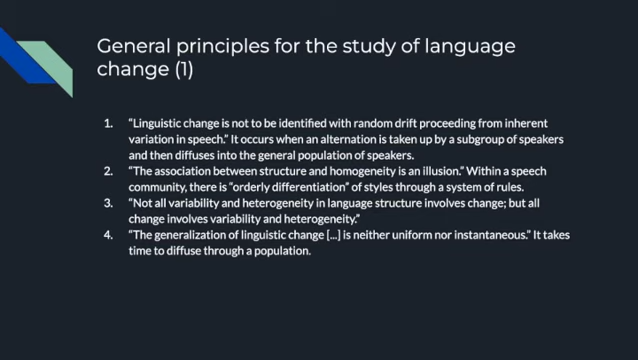 General principles for the study of language
change (1)
1. “Linguistic change is not to be identified with random drift proceeding from inherent
variation in speech.” It occurs when an alternation is taken up by a subgroup of speakers
and then diffuses into the general population of speakers.
2. “The association between structure and homogeneity is an illusion.” Within a speech
community, there is “orderly differentiation” of styles through a system of rules.
3. “Not all variability and heterogeneity in language structure involves change; but all
change involves variability and heterogeneity.”
4. “The generalization of linguistic change [...] is neither uniform nor instantaneous.” It takes
time to diffuse through a population.